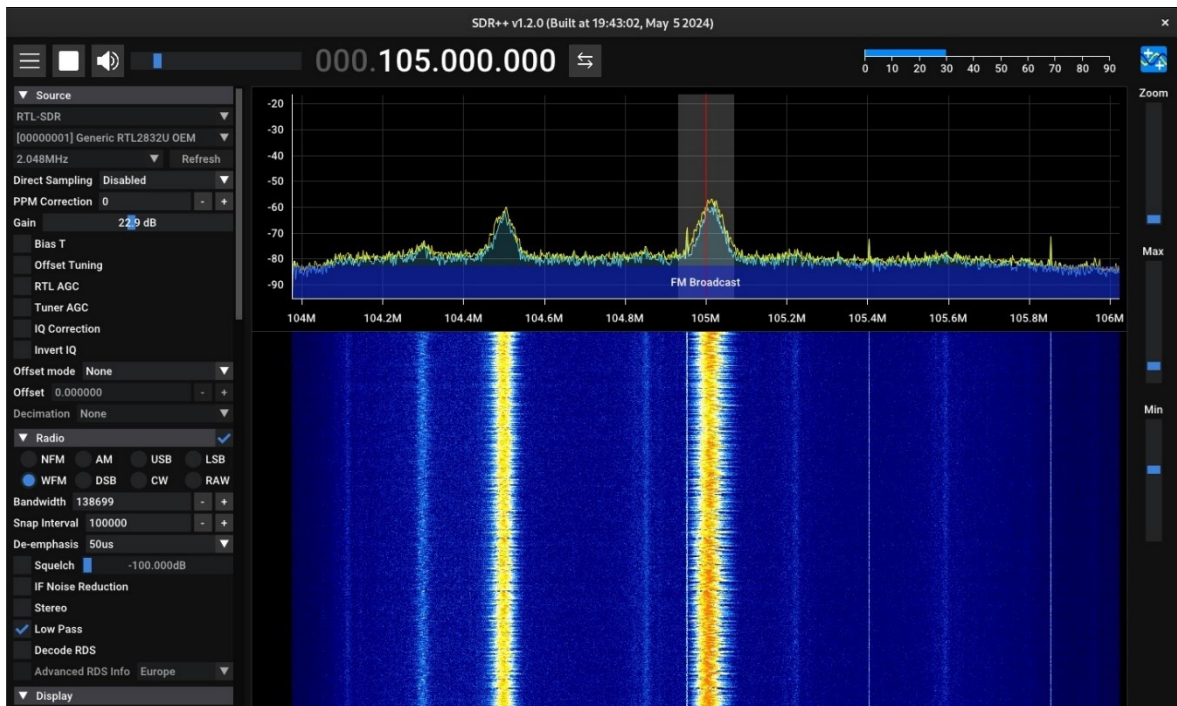 SDR++ v1.2.0 (Built at 19:43:02, May 5 2024)
×
000.105.000.000
0 10 20 30 40 50 60 70 80 90
Source
RTL-SDR
[00000001] Generic RTL2832U OEM
2.048MHz Refresh
Direct Sampling Disabled
PPM Correction 0 - +
Gain 22.9 dB
Bias T
Offset Tuning
RTL AGC
Tuner AGC
IQ Correction
Invert IQ
Offset mode None
Offset 0.000000 - +
Decimation None
Radio
NFM AM USB LSB
WFM DSB CW RAW
Bandwidth 138699 - +
Snap Interval 100000 - +
De-emphasis 50us
Squelch -100.000dB
IF Noise Reduction
Stereo
Low Pass
Decode RDS
Advanced RDS Info Europe
Display
-20
-30
-40
-50
-60
-70
-80
-90
FM Broadcast
104M 104.2M 104.4M 104.6M 104.8M 105M 105.2M 105.4M 105.6M 105.8M 106M
Zoom
Max
Min